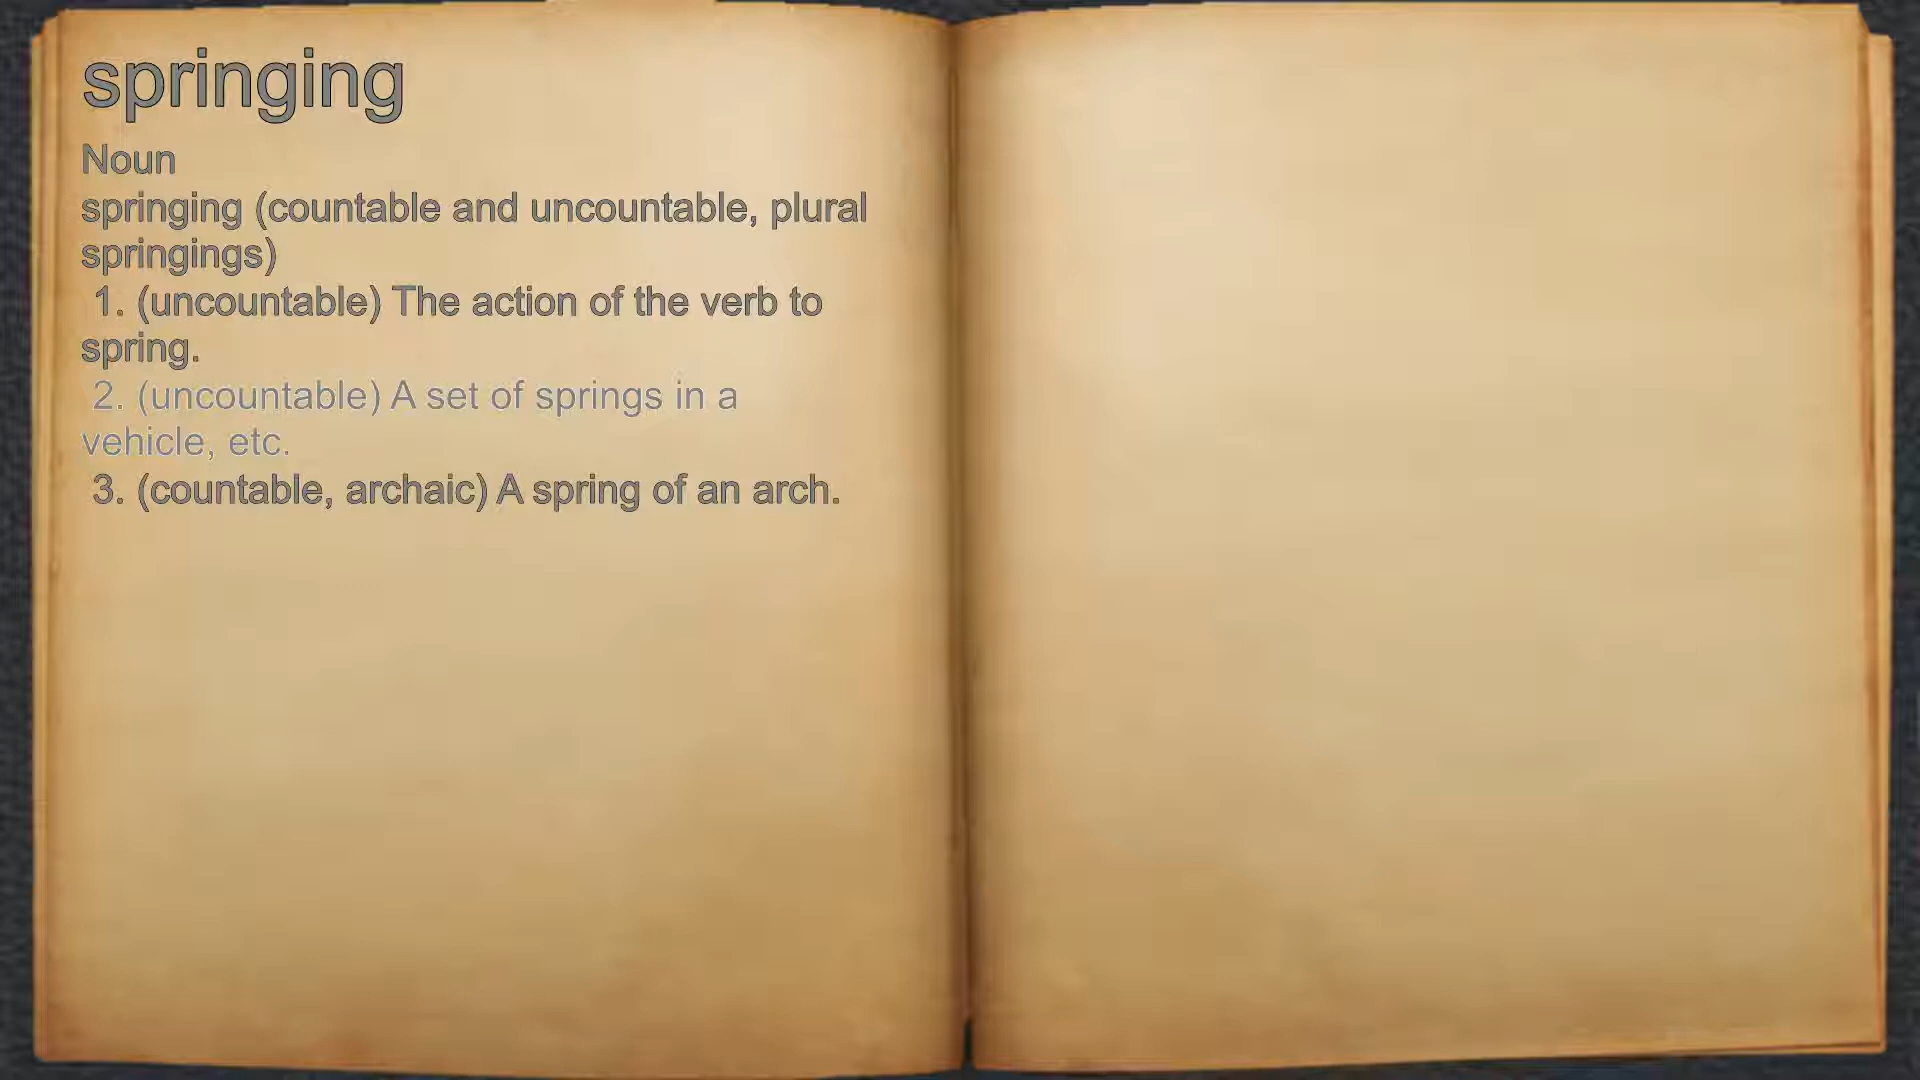 springing
Noun
springing (countable and uncountable, plural
springings)
1. (uncountable) The action of the verb to
spring.
2. (uncountable) A set of springs in a
vehicle, etc.
3. (countable, archaic) A spring of an arch.